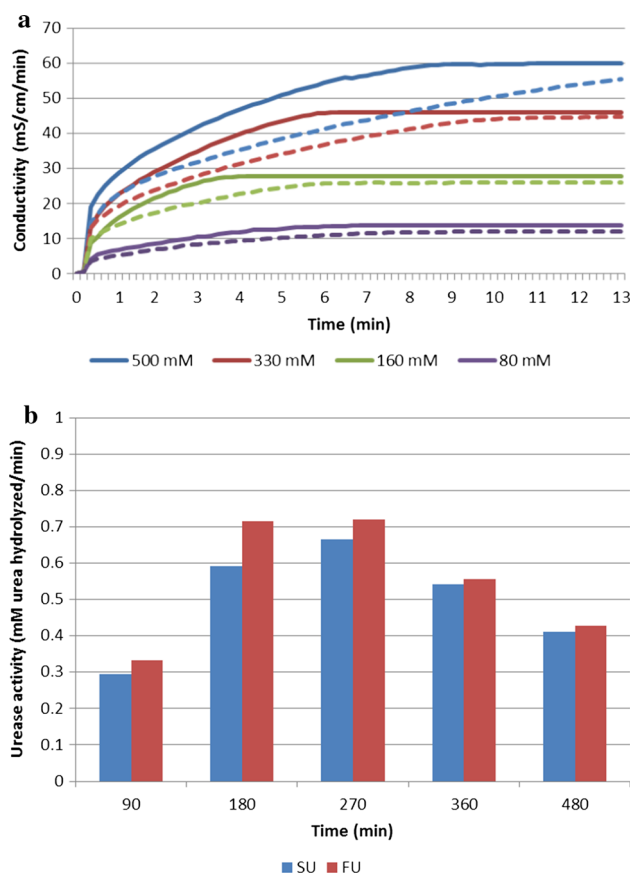 a
Conductivity (mS/cm/min)
70
60
50
40
30
20
10
0
0 1 2 3 4 5 6 7 8 9 10 11 12 13
Time (min)
500 mM 330 mM 160 mM 80 mM
b
Urease activity (mM urea hydrolyzed/min)
1
0.9
0.8
0.7
0.6
0.5
0.4
0.3
0.2
0.1
0
90 180 270 360 480
Time (min)
SU FU